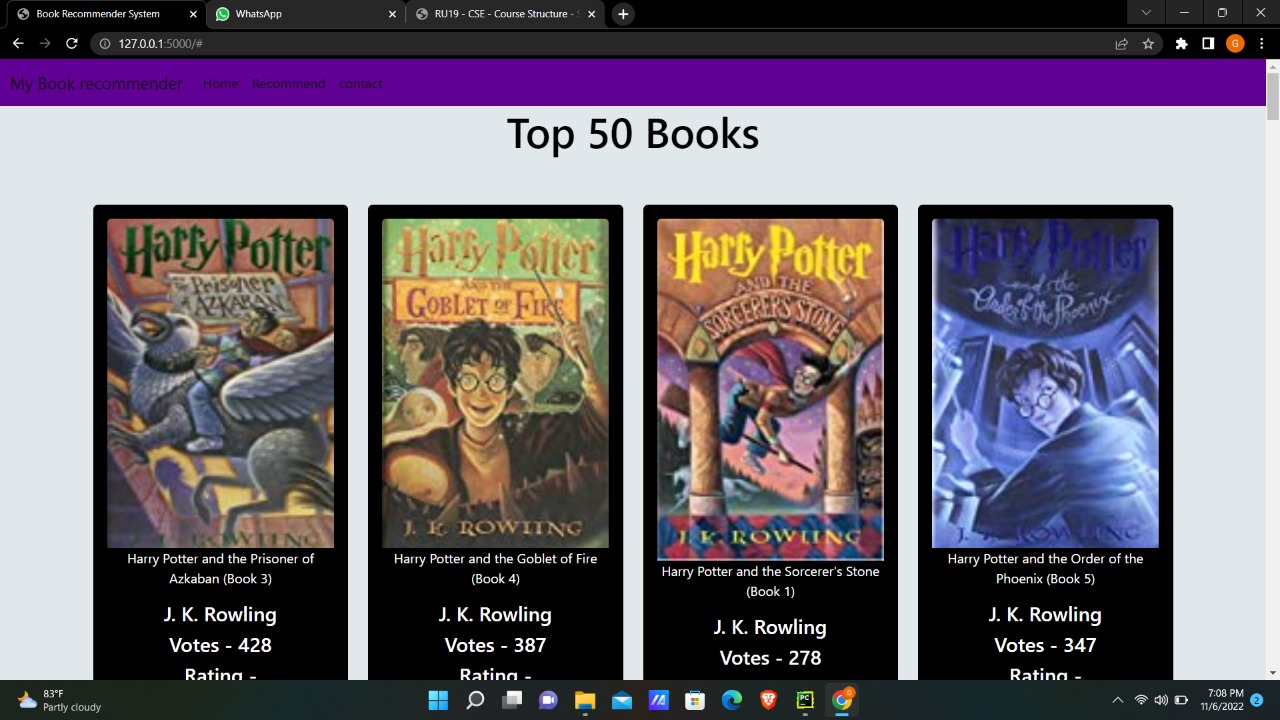 Book Recommender System
WhatsApp
RU19 - CSE - Course Structure -
127.0.0.1:5000/#
G
My Book recommender Home Recommend contact
Top 50 Books
Harry Potter
Prisoner
of AZKABAN
Harry Potter and the Prisoner of
Azkaban (Book 3)
J. K. Rowling
Votes - 428
Rating -
Harry Potter
AND THE
GOBLET OF FIRE
J. K. ROWLING
Harry Potter and the Goblet of Fire
(Book 4)
J. K. Rowling
Votes - 387
Rating -
Harry Potter
AND THE
SORCERER'S STONE
J. K. ROWLING
Harry Potter and the Sorcerer's Stone
(Book 1)
J. K. Rowling
Votes - 278
Harry Potter
and the
Order of the Phoenix
J. K. ROWLING
Harry Potter and the Order of the
Phoenix (Book 5)
J. K. Rowling
Votes - 347
Rating -
83°F
Partly cloudy
PC
G
7:08 PM
11/6/2022
2